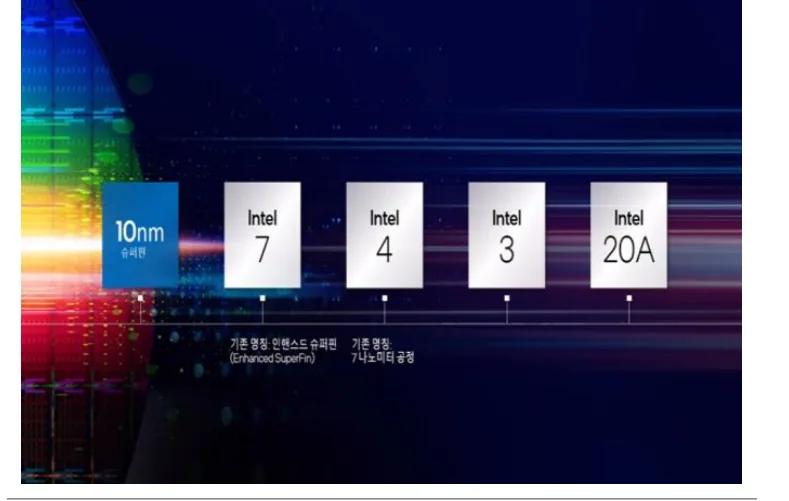 10nm
슈퍼핀
Intel
7
Intel
4
Intel
3
Intel
20A
기존 명칭: 인핸스드 슈퍼핀
(Enhanced SuperFin)
기존 명칭:
7 나노미터 공정